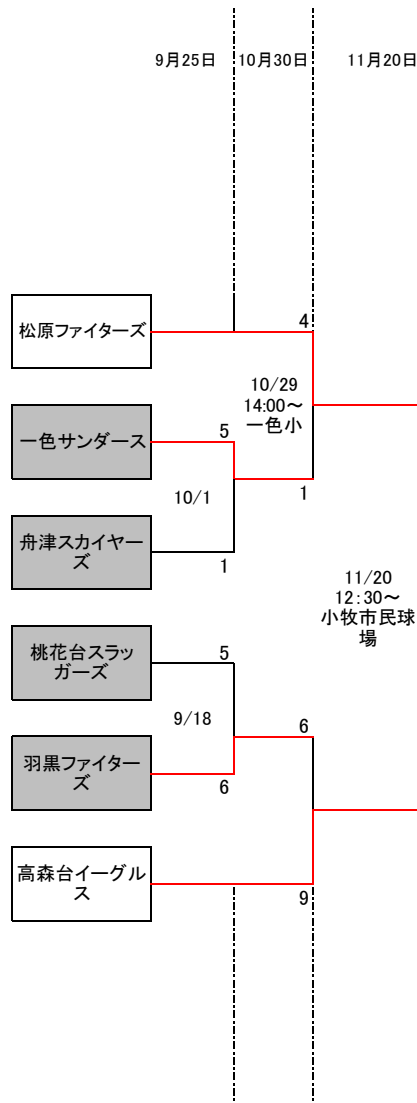 9月25日 10月30日 11月20日
松原ファイターズ
4
10/29
14:00～
一色小
一色サンダース
5
10/1
1
舟津スカイヤー
ズ
1
11/20
12:30～
小牧市民球
場
桃花台スラッ
ガーズ
5
9/18
6
羽黒ファイター
ズ
6
高森台イーグル
ス
9